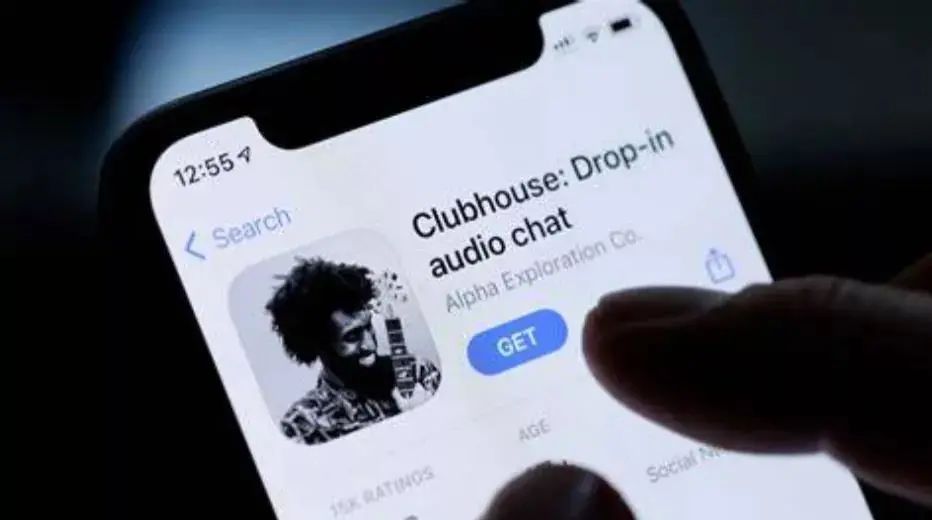 12:55
Search
Clubhouse: Drop-in
audio chat
Alpha Exploration Co.
GET
15K RATINGS
AGE
Social